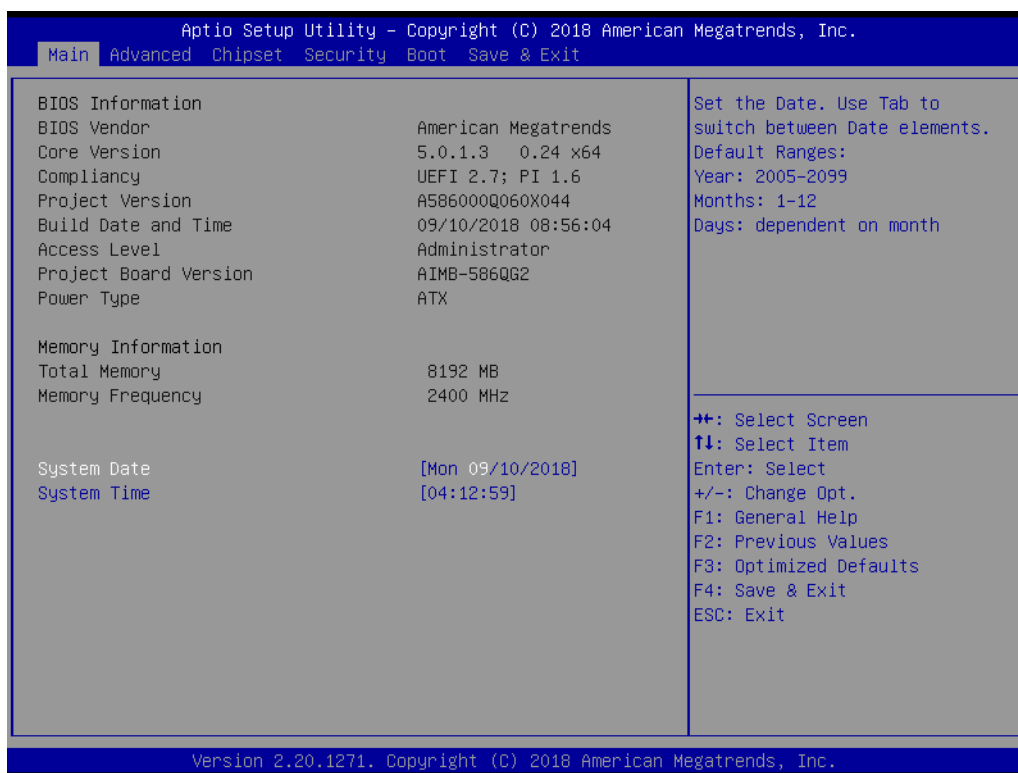 Aptio Setup Utility – Copyright (C) 2018 American Megatrends, Inc.
Main Advanced Chipset Security Boot Save & Exit
BIOS Information
BIOS Vendor American Megatrends
Core Version 5.0.1.3 0.24 x64
Compliancy UEFI 2.7; PI 1.6
Project Version A586000Q060X044
Build Date and Time 09/10/2018 08:56:04
Access Level Administrator
Project Board Version AIMB-586QG2
Power Type ATX
Memory Information
Total Memory 8192 MB
Memory Frequency 2400 MHz
System Date [Mon 09/10/2018]
System Time [04:12:59]
Set the Date. Use Tab to
switch between Date elements.
Default Ranges:
Year: 2005-2099
Months: 1-12
Days: dependent on month
→←: Select Screen
↑↓: Select Item
Enter: Select
+/-: Change Opt.
F1: General Help
F2: Previous Values
F3: Optimized Defaults
F4: Save & Exit
ESC: Exit
Version 2.20.1271. Copyright (C) 2018 American Megatrends, Inc.